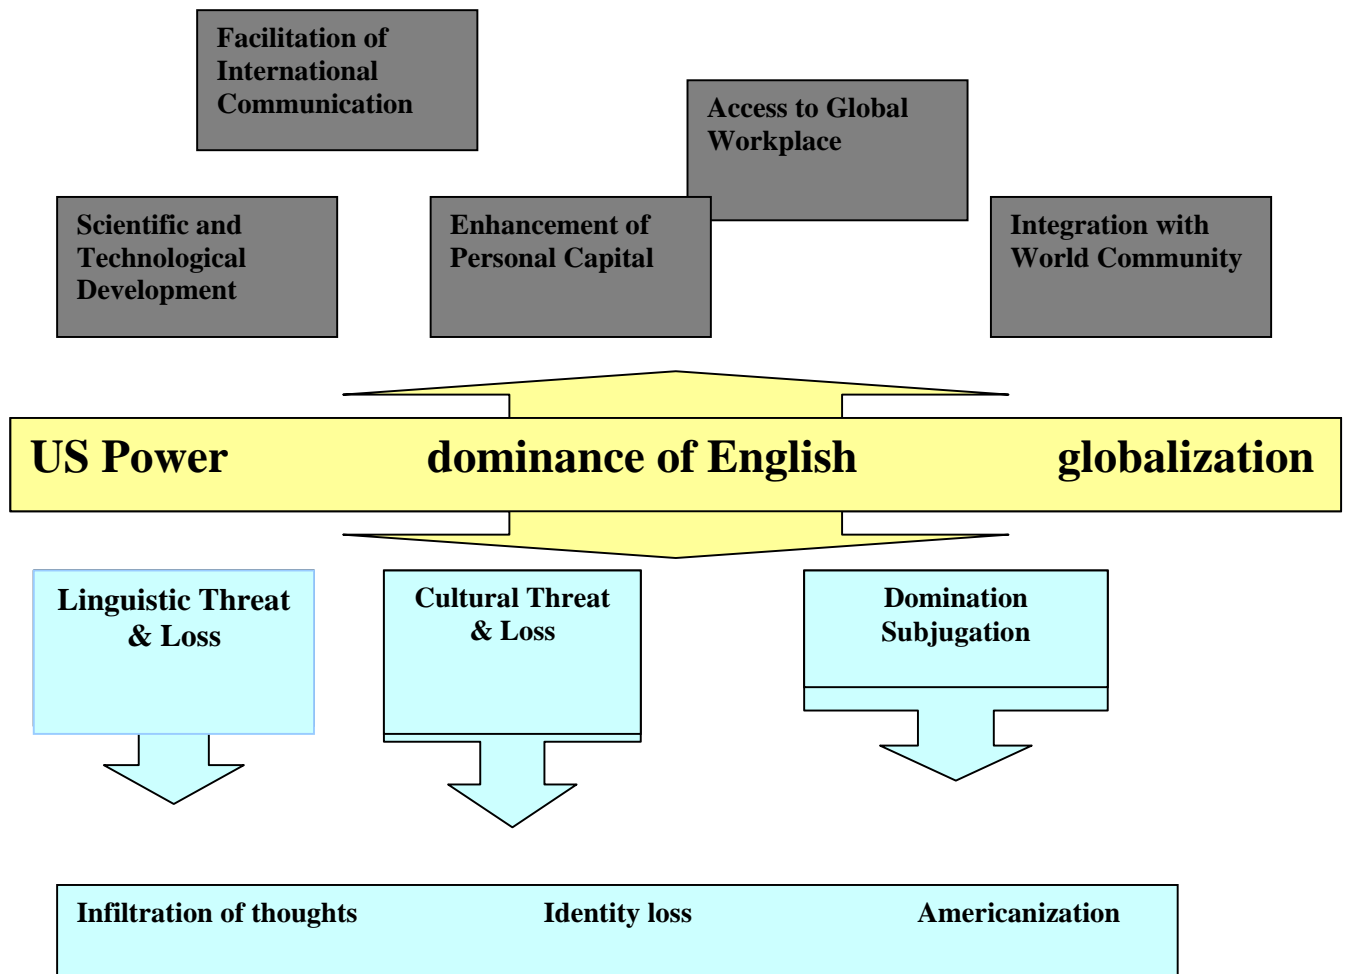 Facilitation of
International
Communication
Access to Global
Workplace
Scientific and
Technological
Development
Enhancement of
Personal Capital
Integration with
World Community
US Power dominance of English globalization
Linguistic Threat
& Loss
Cultural Threat
& Loss
Domination
Subjugation
Infiltration of thoughts Identity loss Americanization